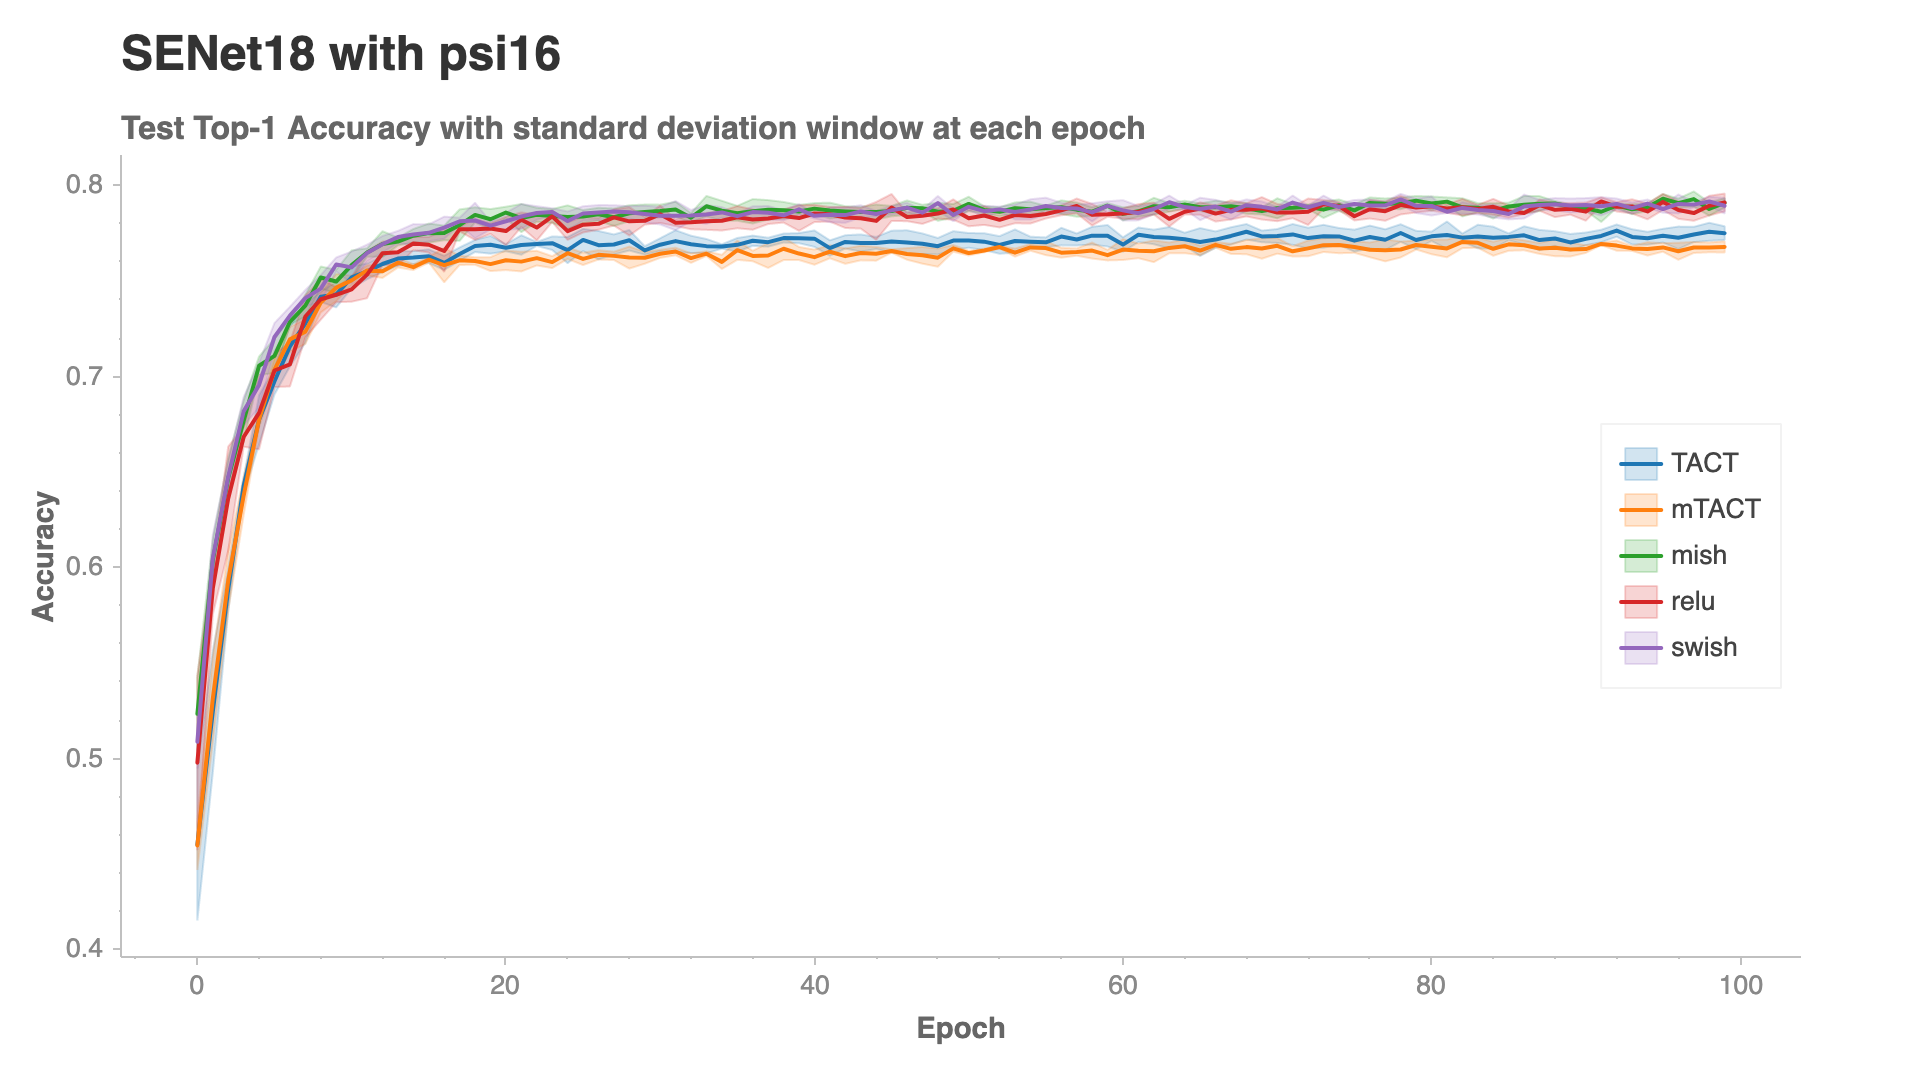 SENet18 with psi16
Test Top-1 Accuracy with standard deviation window at each epoch
0.8
0.7
0.6
0.5
0.4
Accuracy
TACT
mTACT
mish
relu
swish
0 20 40 60 80 100
Epoch